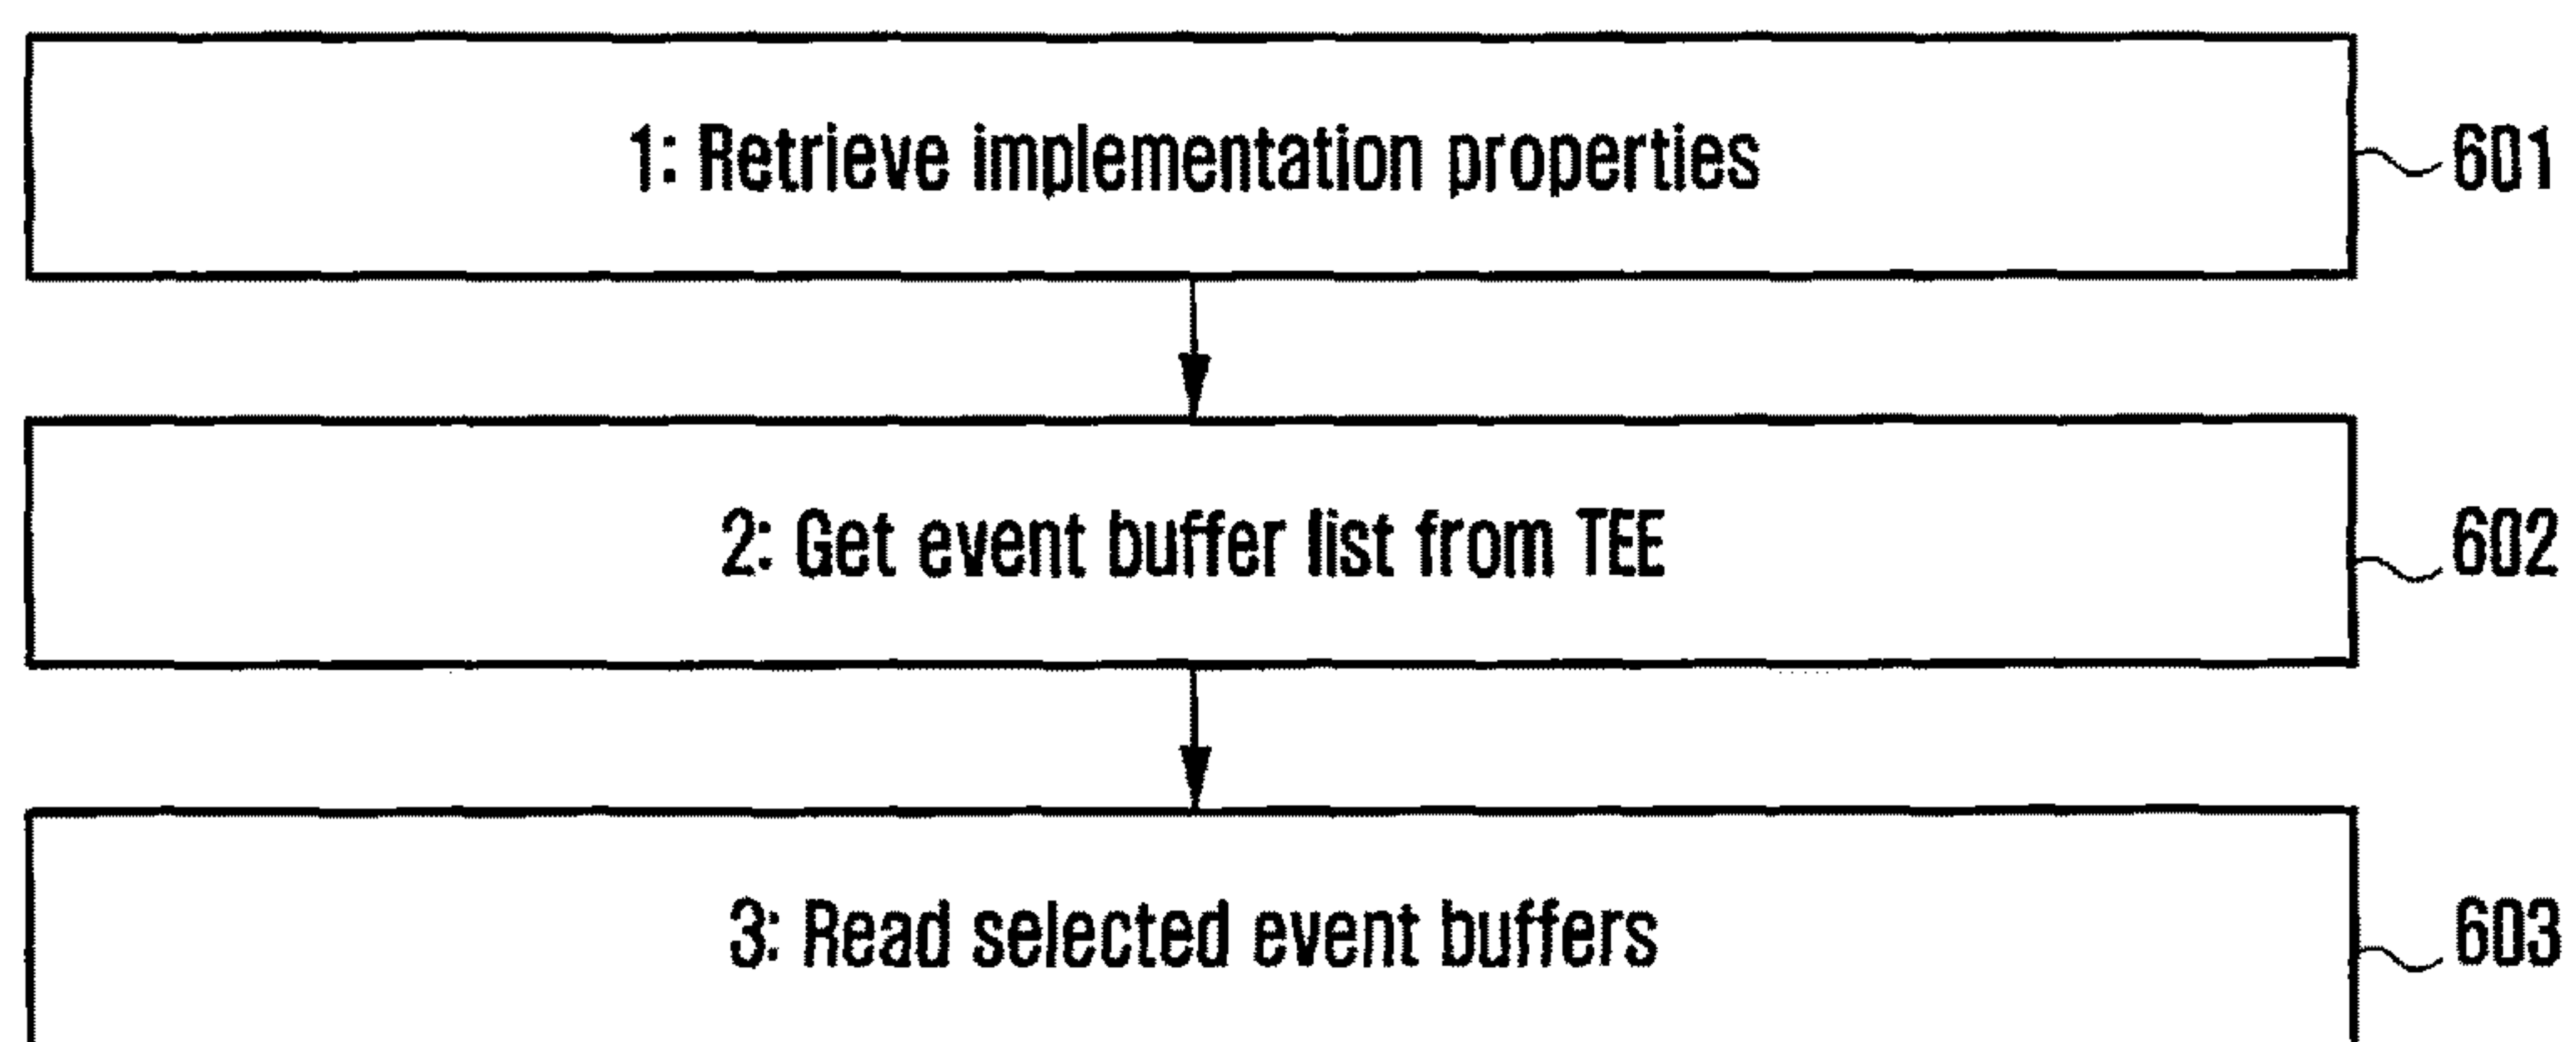 1: Retrieve implementation properties 601
2: Get event buffer list from TEE 602
3: Read selected event buffers 603